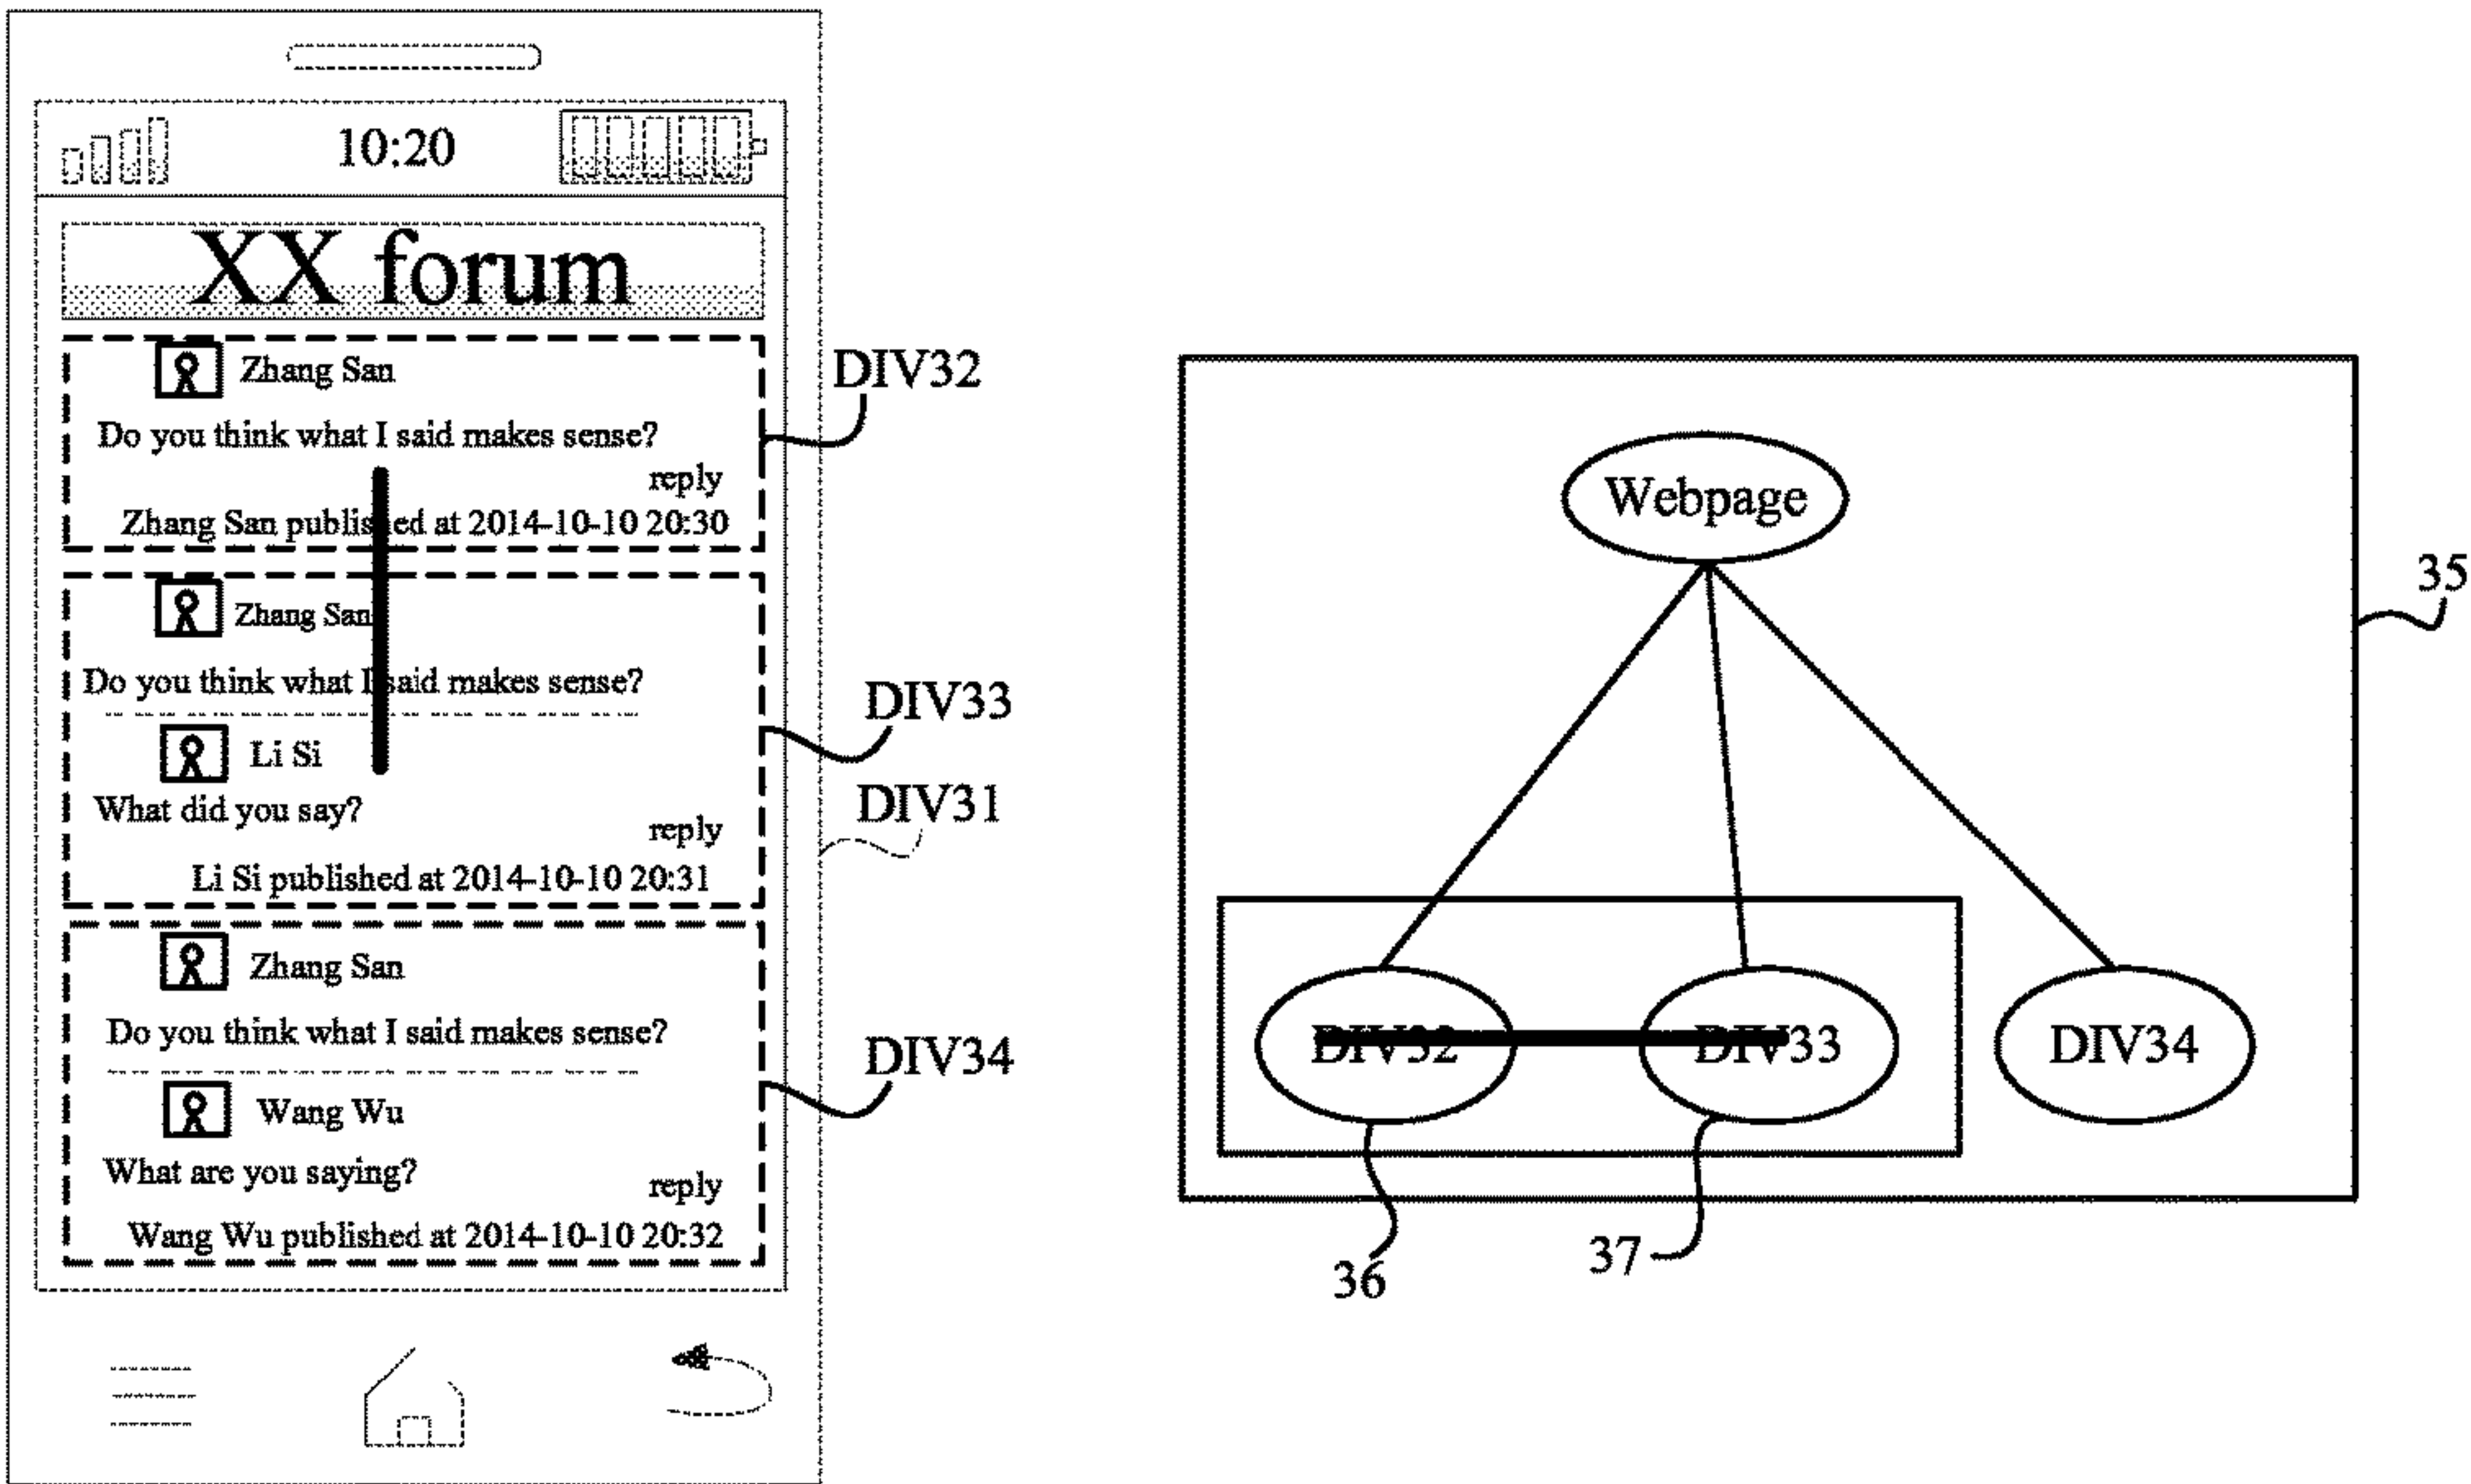 10:20
XX forum
Zhang San
Do you think what I said makes sense?
reply
Zhang San published at 2014-10-10 20:30
Zhang San
Do you think what I said makes sense?
Li Si
What did you say?
reply
Li Si published at 2014-10-10 20:31
Zhang San
Do you think what I said makes sense?
Wang Wu
What are you saying?
reply
Wang Wu published at 2014-10-10 20:32
DIV32
DIV33
DIV31
DIV34
Webpage
35
DIV32
DIV33
DIV34
36
37